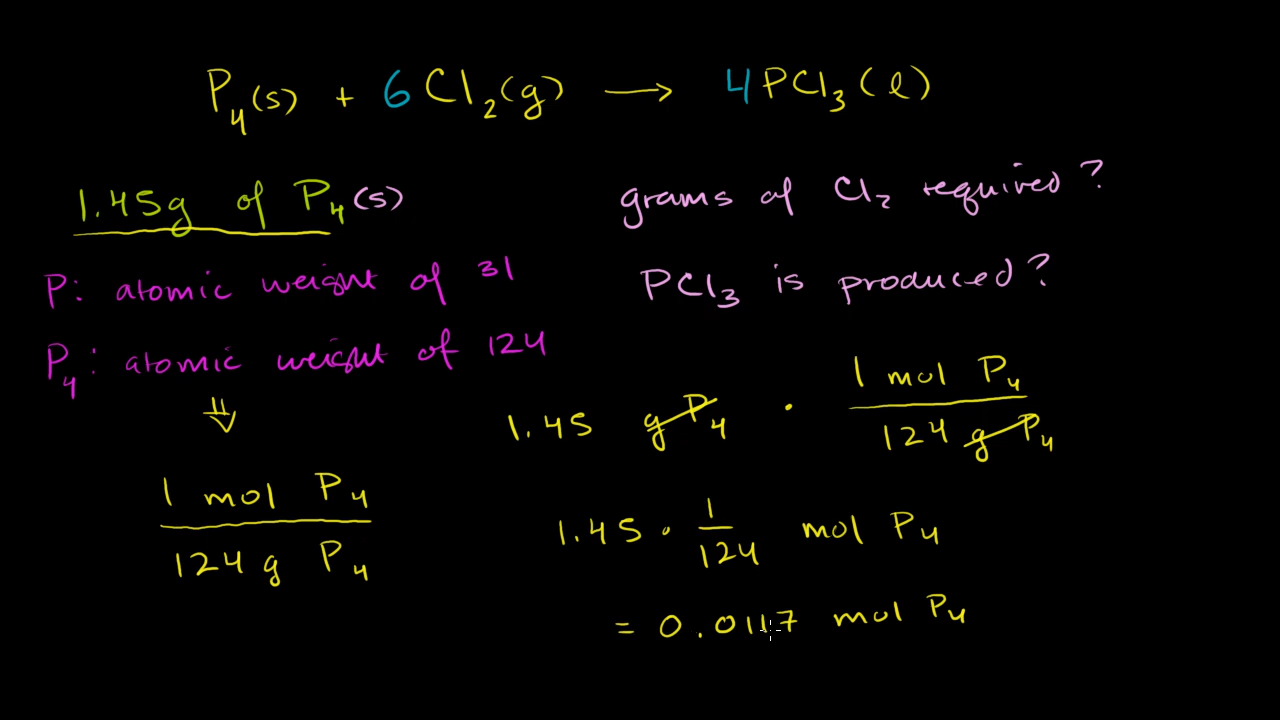 P₄(s) + 6Cl₂(g) → 4PCl₃(l)
1.45g of P₄(s)
P: atomic weight of 31
P₄: atomic weight of 124
⇓
1 mol P₄
124 g P₄
grams of Cl₂ required?
PCl₃ is produced?
1.45 g P₄ · 1 mol P₄
124 g P₄
1.45 · 1/124 mol P₄
= 0.0117 mol P₄